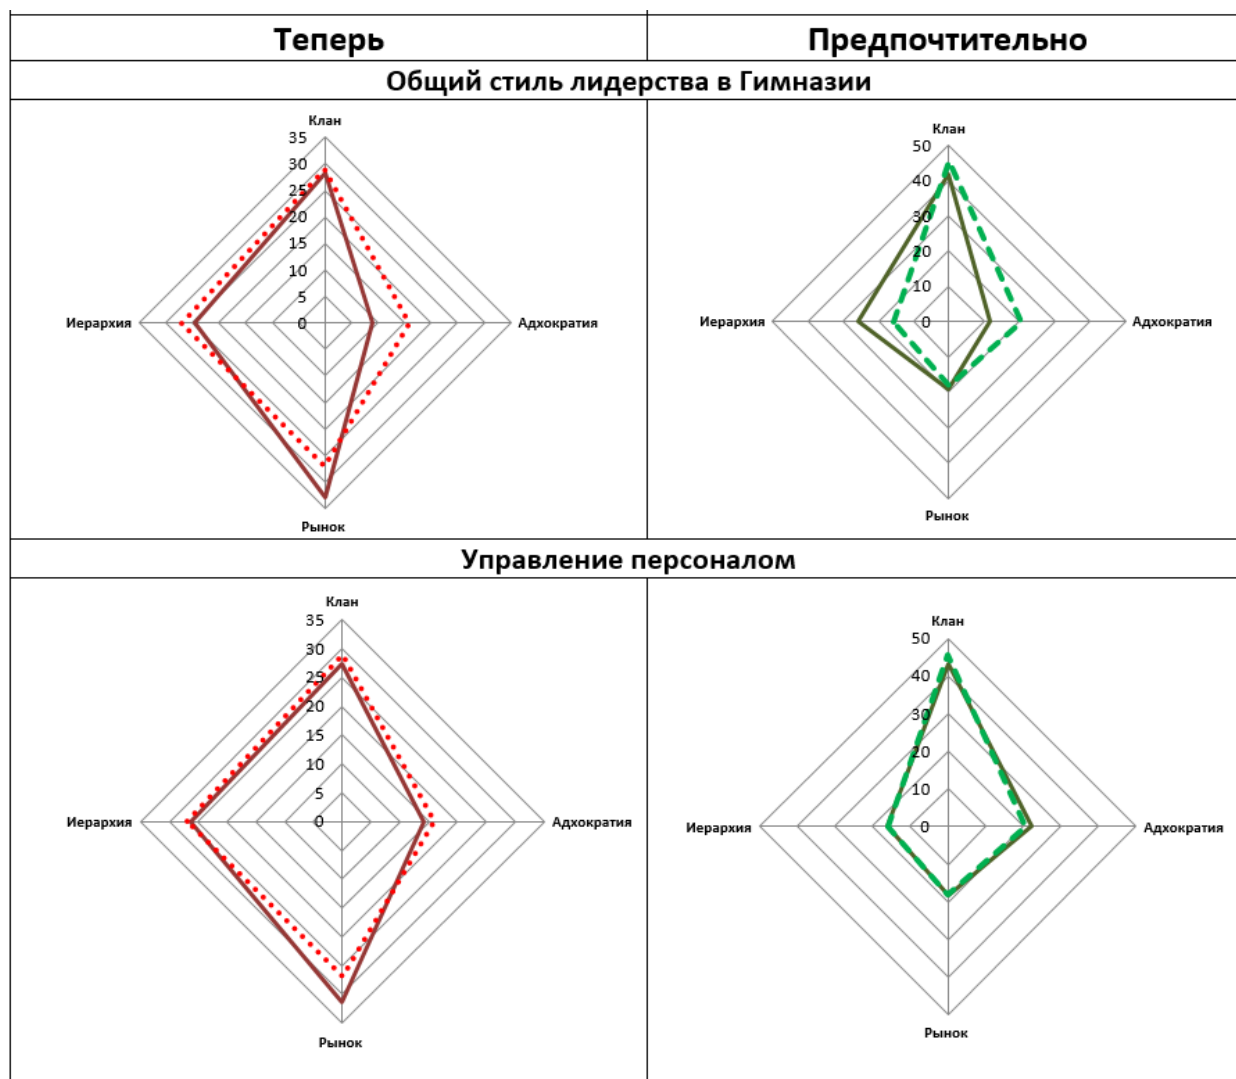 Теперь
Предпочтительно
Общий стиль лидерства в Гимназии
Клан
35
30
25
20
15
10
5
0
Иерархия
Адхократия
Рынок
Клан
50
40
30
20
10
0
Иерархия
Адхократия
Рынок
Управление персоналом
Клан
35
30
25
20
15
10
5
0
Иерархия
Адхократия
Рынок
Клан
50
40
30
20
10
0
Иерархия
Адхократия
Рынок